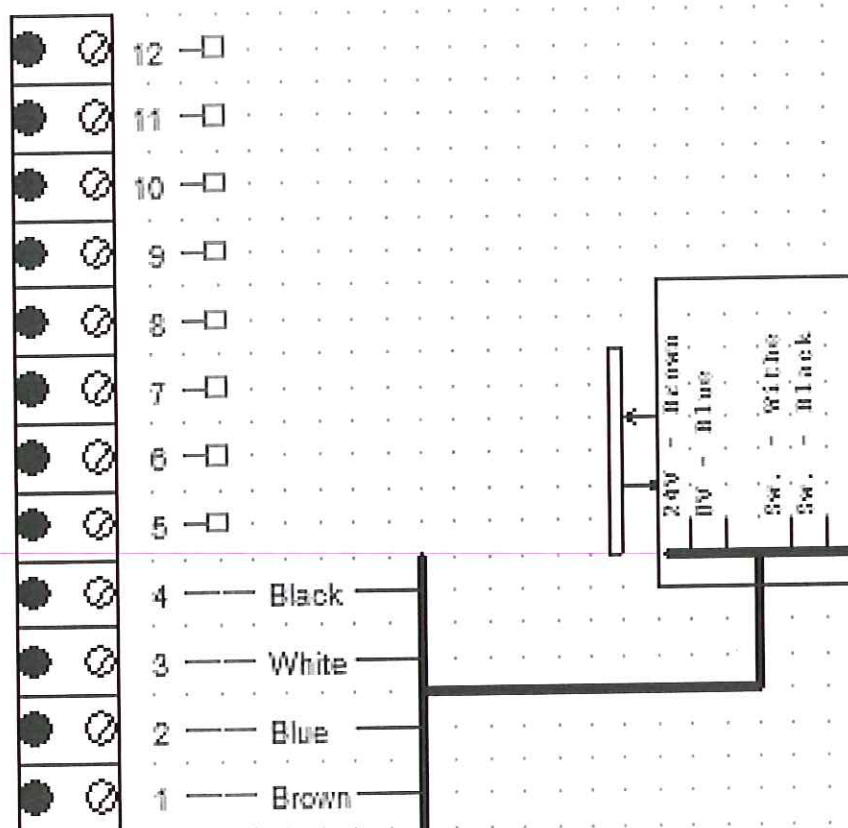 12
11
10
9
8
7
6
5
4 Black
3 White
2 Blue
1 Brown
24V - Brown
0V - Blue
Sw. - Withe
Sw. - Black